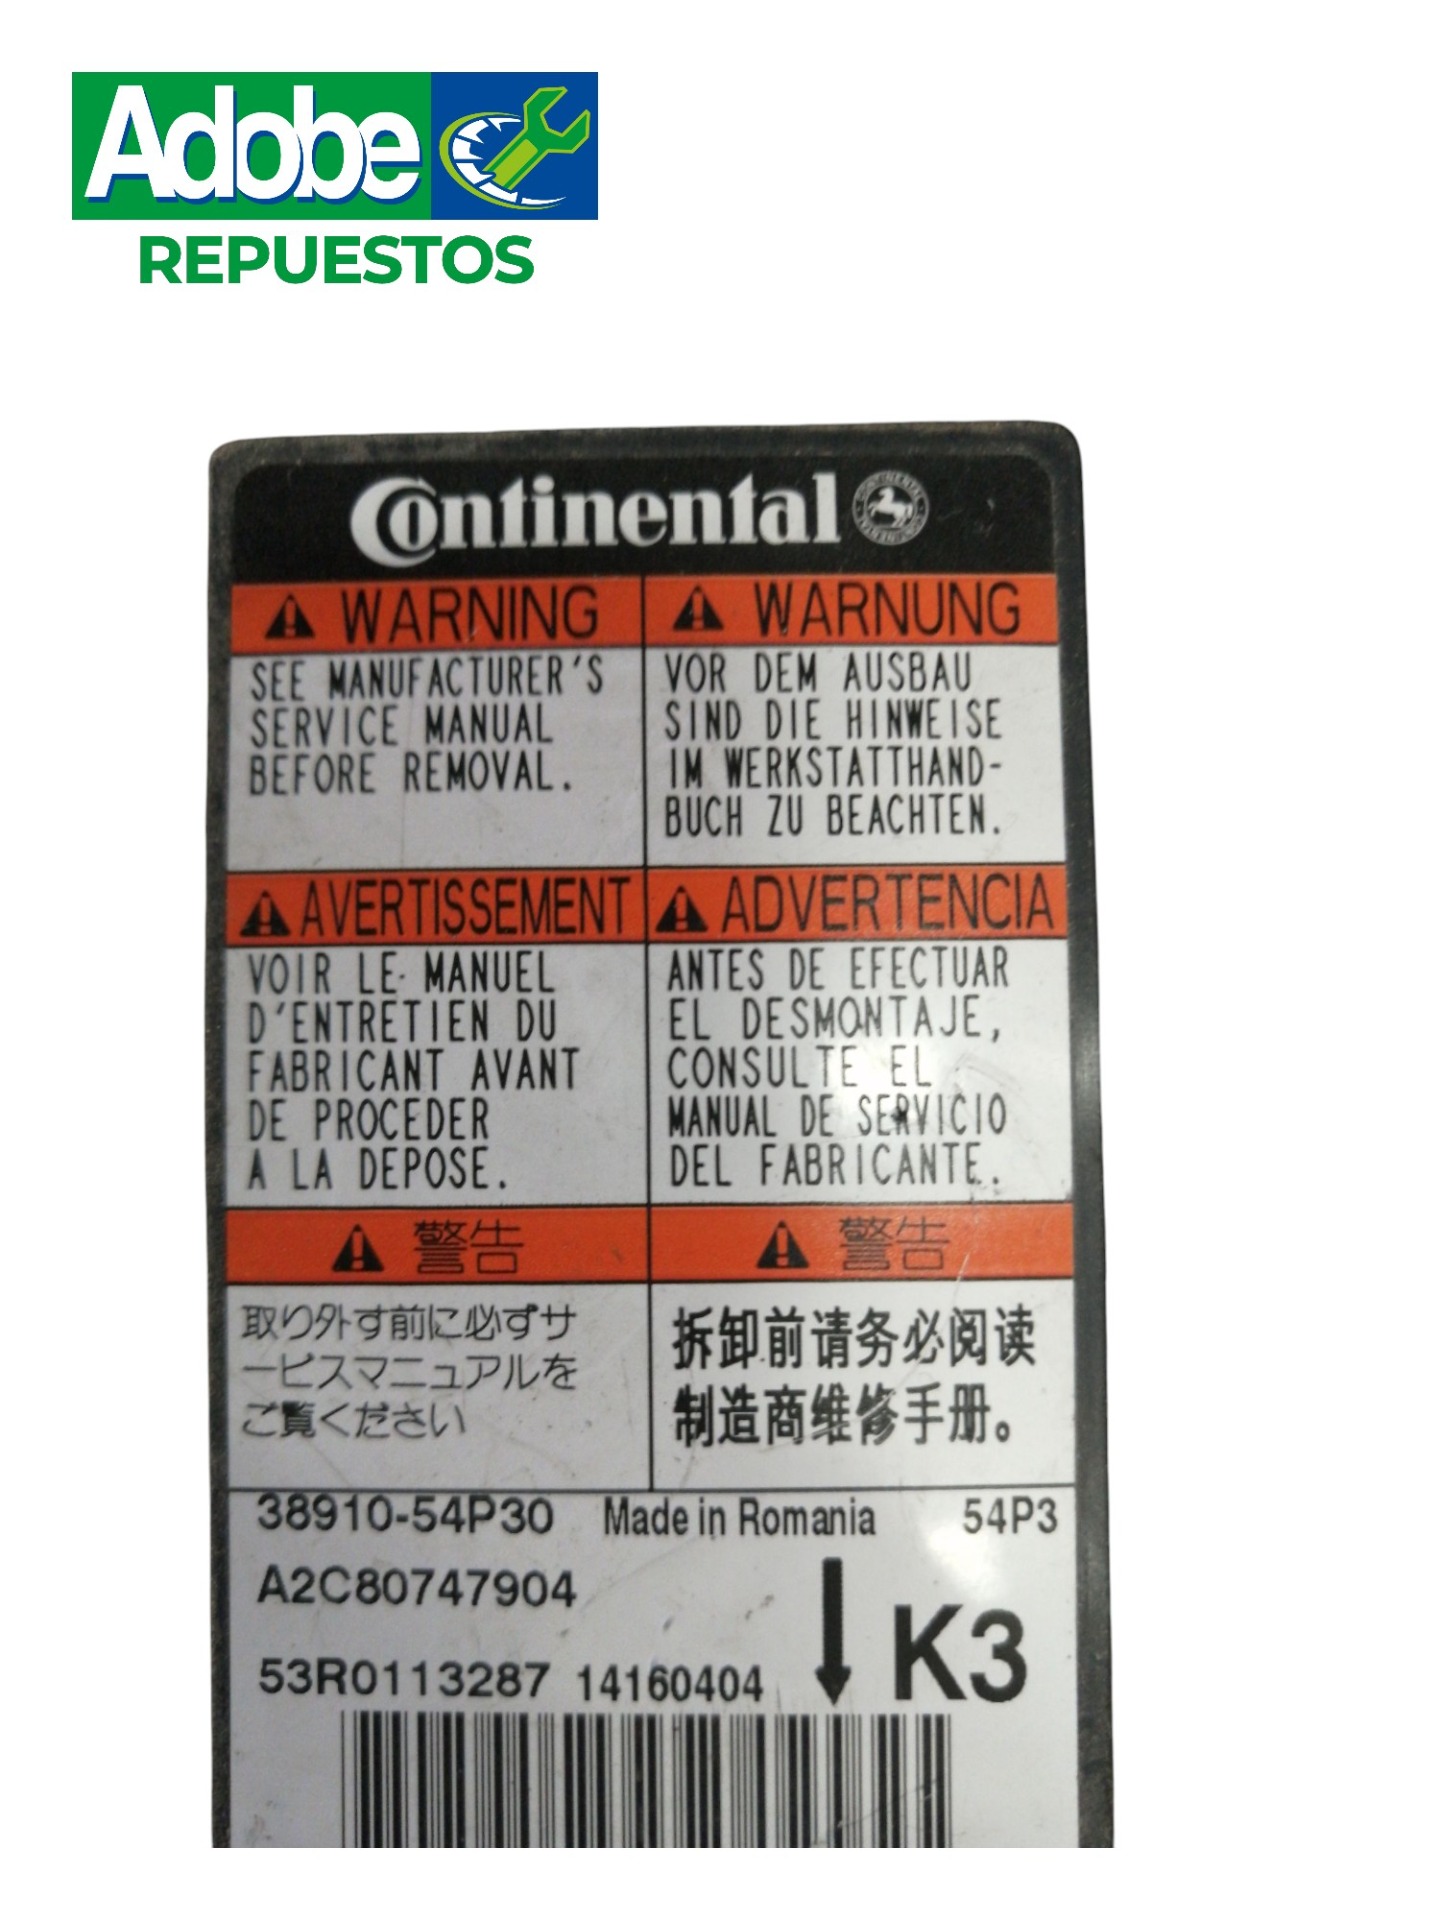 Adobe
REPUESTOS
Continental
WARNING
SEE MANUFACTURER'S
SERVICE MANUAL
BEFORE REMOVAL.
WARNUNG
VOR DEM AUSBAU
SIND DIE HINWEISE
IM WERKSTATTHAND-
BUCH ZU BEACHTEN.
AVERTISSEMENT
VOIR LE MANUEL
D'ENTRETIEN DU
FABRICANT AVANT
DE PROCEDER
A LA DEPOSE.
ADVERTENCIA
ANTES DE EFECTUAR
EL DESMONTAJE,
CONSULTE EL
MANUAL DE SERVICIO
DEL FABRICANTE.
警告
取り外す前に必ずサ
ービスマニュアルを
ご覧ください
警告
拆卸前请务必阅读
制造商维修手册。
38910-54P30 Made in Romania 54P3
A2C80747904
K3
53R0113287 14160404